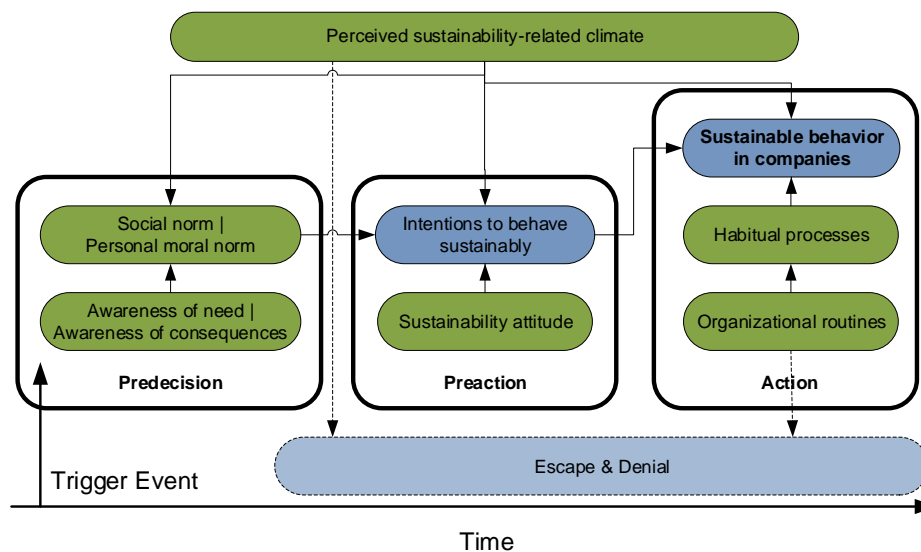 Perceived sustainability-related climate
Social norm |
Personal moral norm
Awareness of need |
Awareness of consequences
Predecision
Intentions to behave
sustainably
Sustainability attitude
Preaction
Sustainable behavior
in companies
Habitual processes
Organizational routines
Action
Escape & Denial
Trigger Event
Time